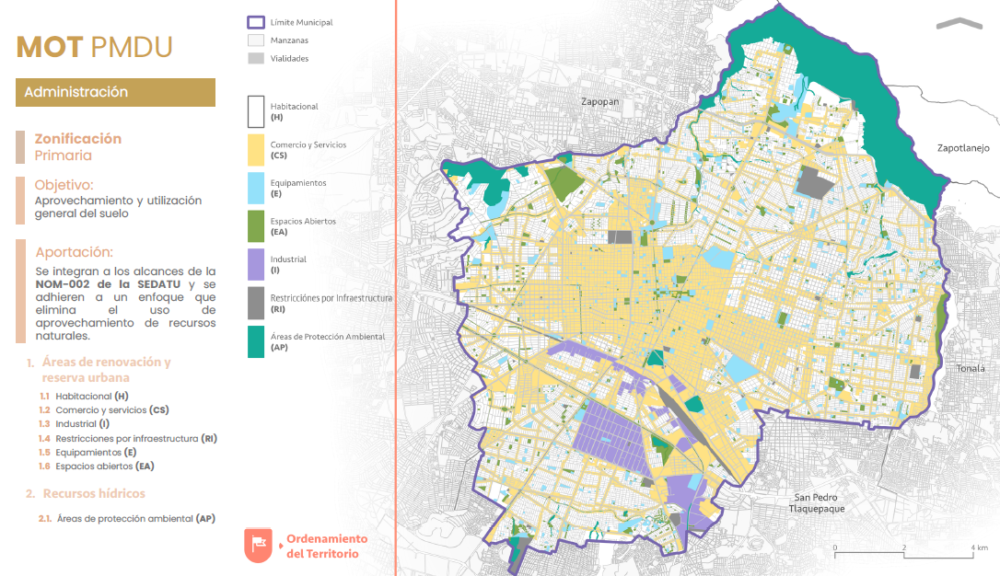 MOT PMDU
Administración
Zonificación
Primaria
Objetivo:
Aprovechamiento y utilización
general del suelo
Aportación:
Se integran a los alcances de la
NOM-002 de la SEDATU y se
adhieren a un enfoque que
elimina el uso de
aprovechamiento de recursos
naturales.
1. Áreas de renovación y
reserva urbana
1.1 Habitacional (H)
1.2 Comercio y servicios (CS)
1.3 Industrial (I)
1.4 Restricciones por infraestructura (RI)
1.5 Equipamientos (E)
1.6 Espacios abiertos (EA)
2. Recursos hídricos
2.1. Áreas de protección ambiental (AP)
Límite Municipal
Manzanas
Vialidades
Habitacional
(H)
Comercio y Servicios
(CS)
Equipamientos
(E)
Espacios Abiertos
(EA)
Industrial
(I)
Restricciónes por Infraestructura
(RI)
Áreas de Protección Ambiental
(AP)
Ordenamiento
del Territorio
Zapopan
Zapotlanejo
Tonalá
San Pedro
Tlaquepaque
0 2 4 km